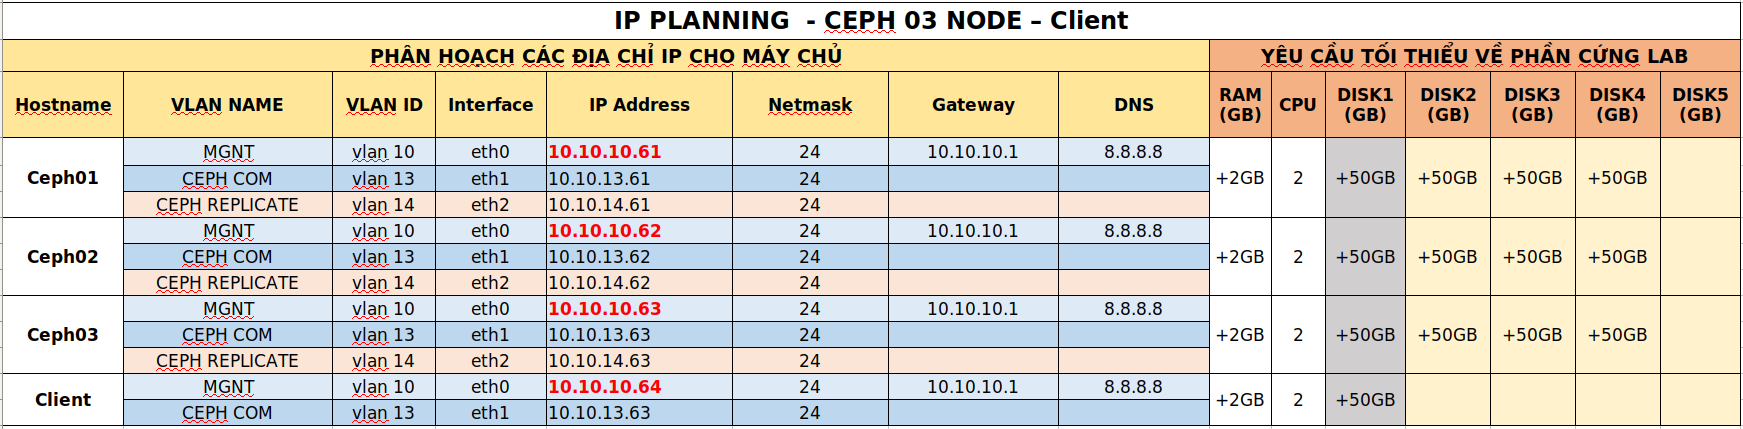 IP PLANNING - CEPH 03 NODE – Client
PHÂN HOẠCH CÁC ĐỊA CHỈ IP CHO MÁY CHỦ YÊU CẦU TỐI THIỂU VỀ PHẦN CỨNG LAB
Hostname VLAN NAME VLAN ID Interface IP Address Netmask Gateway DNS RAM (GB) CPU DISK1 (GB) DISK2 (GB) DISK3 (GB) DISK4 (GB) DISK5 (GB)
Ceph01 MGNT vlan 10 eth0 10.10.10.61 24 10.10.10.1 8.8.8.8 +2GB 2 +50GB +50GB +50GB +50GB
CEPH COM vlan 13 eth1 10.10.13.61 24
CEPH REPLICATE vlan 14 eth2 10.10.14.61 24
Ceph02 MGNT vlan 10 eth0 10.10.10.62 24 10.10.10.1 8.8.8.8 +2GB 2 +50GB +50GB +50GB +50GB
CEPH COM vlan 13 eth1 10.10.13.62 24
CEPH REPLICATE vlan 14 eth2 10.10.14.62 24
Ceph03 MGNT vlan 10 eth0 10.10.10.63 24 10.10.10.1 8.8.8.8 +2GB 2 +50GB +50GB +50GB +50GB
CEPH COM vlan 13 eth1 10.10.13.63 24
CEPH REPLICATE vlan 14 eth2 10.10.14.63 24
Client MGNT vlan 10 eth0 10.10.10.64 24 10.10.10.1 8.8.8.8 +2GB 2 +50GB
CEPH COM vlan 13 eth1 10.10.13.63 24